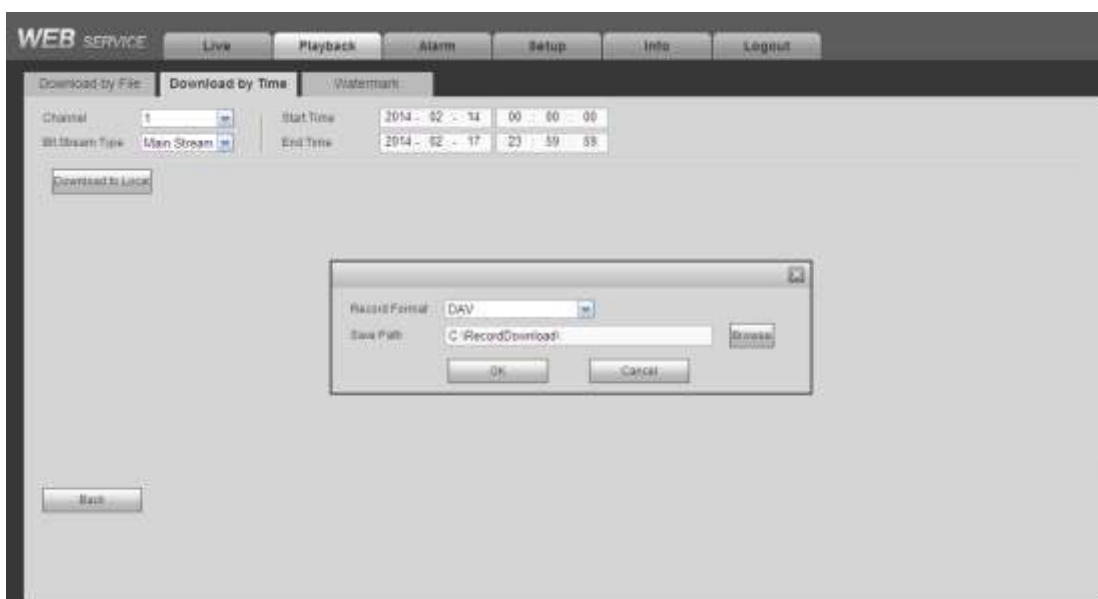 WEB SERVICE Live Playback Alarm Setup Info Logout
Download by File Download by Time Watermark
Channel 1 Start Time 2014 - 02 - 14 00 : 00 : 00
Bit Stream Type Main Stream End Time 2014 - 02 - 17 23 : 59 : 59
Download to Local
Record Format DAV
Save Path C:\RecordDownload\ Browse
OK Cancel
Back